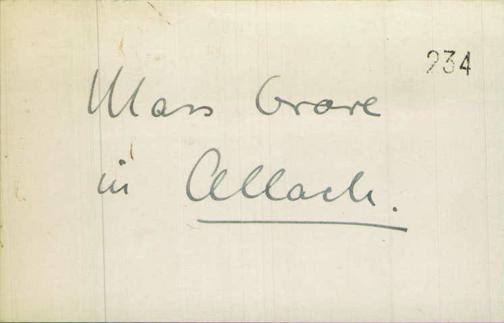 234
Mass Grave
in Allach.